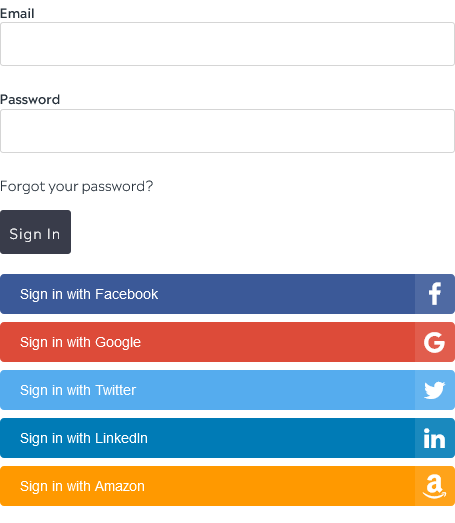 Email
Password
Forgot your password?
Sign In
Sign in with Facebook
Sign in with Google
Sign in with Twitter
Sign in with LinkedIn
Sign in with Amazon